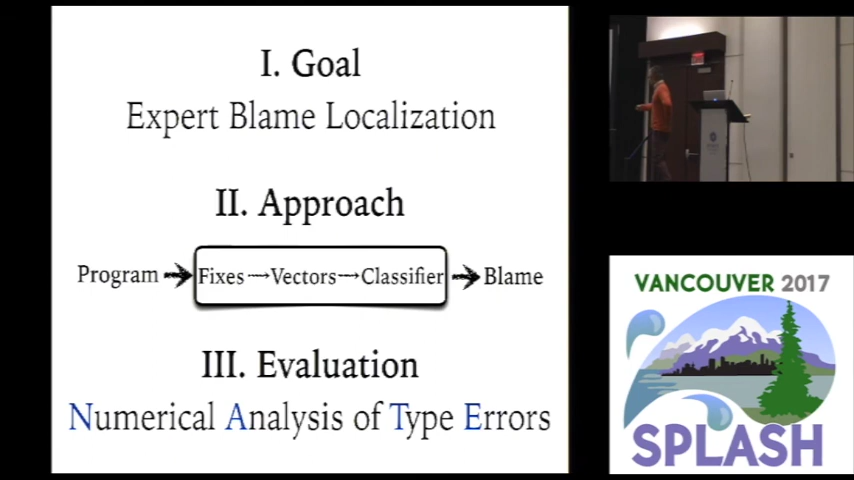 I. Goal
Expert Blame Localization
II. Approach
Program → Fixes → Vectors → Classifier → Blame
III. Evaluation
Numerical Analysis of Type Errors
VANCOUVER 2017
SPLASH